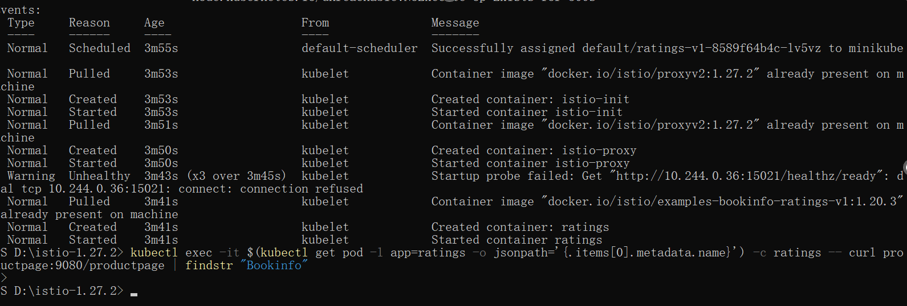 vents:
Type Reason Age From Message
---- ------ ---- ---- -------
Normal Scheduled 3m55s default-scheduler Successfully assigned default/ratings-v1-8589f64b4c-lv5vz to minikube
Normal Pulled 3m53s kubelet Container image "docker.io/istio/proxyv2:1.27.2" already present on m
chine
Normal Created 3m53s kubelet Created container: istio-init
Normal Started 3m53s kubelet Started container istio-init
Normal Pulled 3m51s kubelet Container image "docker.io/istio/proxyv2:1.27.2" already present on m
chine
Normal Created 3m50s kubelet Created container: istio-proxy
Normal Started 3m50s kubelet Started container istio-proxy
Warning Unhealthy 3m43s (x3 over 3m45s) kubelet Startup probe failed: Get "http://10.244.0.36:15021/healthz/ready": d
al tcp 10.244.0.36:15021: connect: connection refused
Normal Pulled 3m41s kubelet Container image "docker.io/istio/examples-bookinfo-ratings-v1:1.20.3"
already present on machine
Normal Created 3m41s kubelet Created container: ratings
Normal Started 3m41s kubelet Started container ratings
S D:\istio-1.27.2> kubectl exec -it $(kubectl get pod -l app=ratings -o jsonpath='{.items[0].metadata.name}') -c ratings -- curl pro
uctpage:9080/productpage | findstr "Bookinfo"
>
S D:\istio-1.27.2>